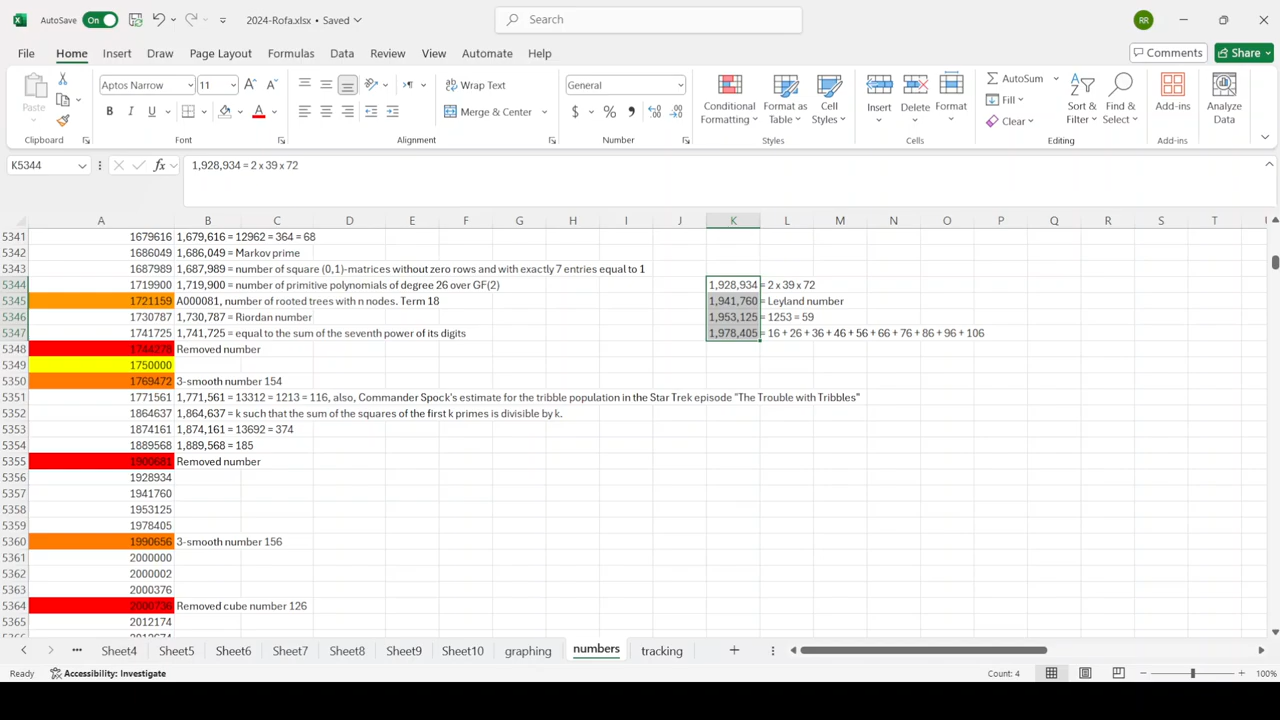 AutoSave On 2024-Rofa.xlsx • Saved Search RR
File Home Insert Draw Page Layout Formulas Data Review View Automate Help Comments Share
Paste Aptos Narrow 11 Wrap Text General Conditional Formatting Format as Table Cell Styles Insert Delete Format AutoSum Sort & Filter Find & Select Add-ins Analyze Data
B I U A Merge & Center $ % Fill Clear
Clipboard Font Alignment Number Styles Cells Editing Add-ins
K5344 fx 1,928,934 = 2 x 39 x 72
A B C D E F G H I J K L M N O P Q R S T
5341 1679616 1,679,616 = 12962 = 364 = 68
5342 1686049 1,686,049 = Markov prime
5343 1687989 1,687,989 = number of square (0,1)-matrices without zero rows and with exactly 7 entries equal to 1
5344 1719900 1,719,900 = number of primitive polynomials of degree 26 over GF(2) 1,928,934 = 2 x 39 x 72
5345 1721159 A000081, number of rooted trees with n nodes. Term 18 1,941,760 = Leyland number
5346 1730787 1,730,787 = Riordan number 1,953,125 = 1253 = 59
5347 1741725 1,741,725 = equal to the sum of the seventh power of its digits 1,978,405 = 16 + 26 + 36 + 46 + 56 + 66 + 76 + 86 + 96 + 106
5348 1744278 Removed number
5349 1750000
5350 1769472 3-smooth number 154
5351 1771561 1,771,561 = 13312 = 1213 = 116, also, Commander Spock's estimate for the tribble population in the Star Trek episode "The Trouble with Tribbles"
5352 1864637 1,864,637 = k such that the sum of the squares of the first k primes is divisible by k.
5353 1874161 1,874,161 = 13692 = 374
5354 1889568 1,889,568 = 185
5355 1900681 Removed number
5356 1928934
5357 1941760
5358 1953125
5359 1978405
5360 1990656 3-smooth number 156
5361 2000000
5362 2000002
5363 2000376
5364 2000736 Removed cube number 126
5365 2012174
Sheet4 Sheet5 Sheet6 Sheet7 Sheet8 Sheet9 Sheet10 graphing numbers tracking
Ready Accessibility: Investigate Count: 4 100%